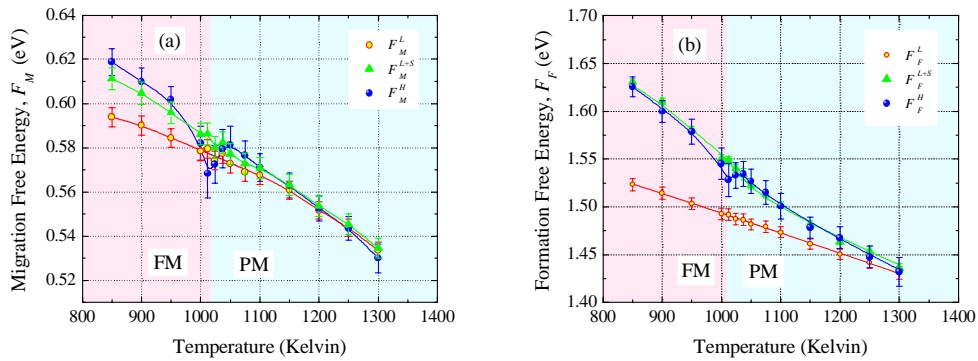 (a)
F_M^L
F_M^{L+S}
F_M^H
FM
PM
0.64
0.62
0.60
0.58
0.56
0.54
0.52
800 900 1000 1100 1200 1300 1400
Temperature (Kelvin)
Migration Free Energy, F_M (eV)
(b)
F_F^L
F_F^{L+S}
F_F^H
FM
PM
1.70
1.65
1.60
1.55
1.50
1.45
1.40
800 900 1000 1100 1200 1300 1400
Temperature (Kelvin)
Formation Free Energy, F_F (eV)